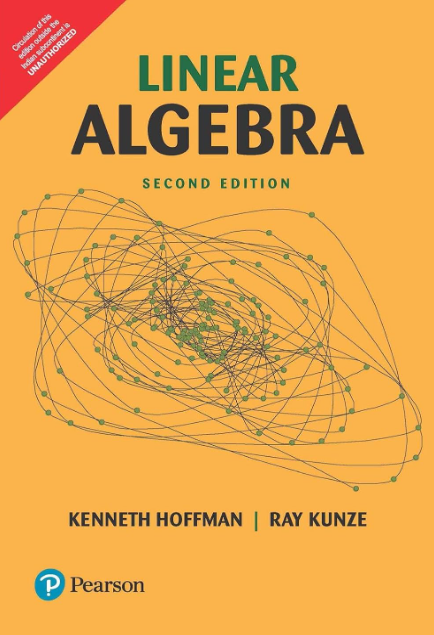 Circulation of this
edition outside the
Indian subcontinent is
UNAUTHORIZED
LINEAR
ALGEBRA
SECOND EDITION
KENNETH HOFFMAN | RAY KUNZE
Pearson